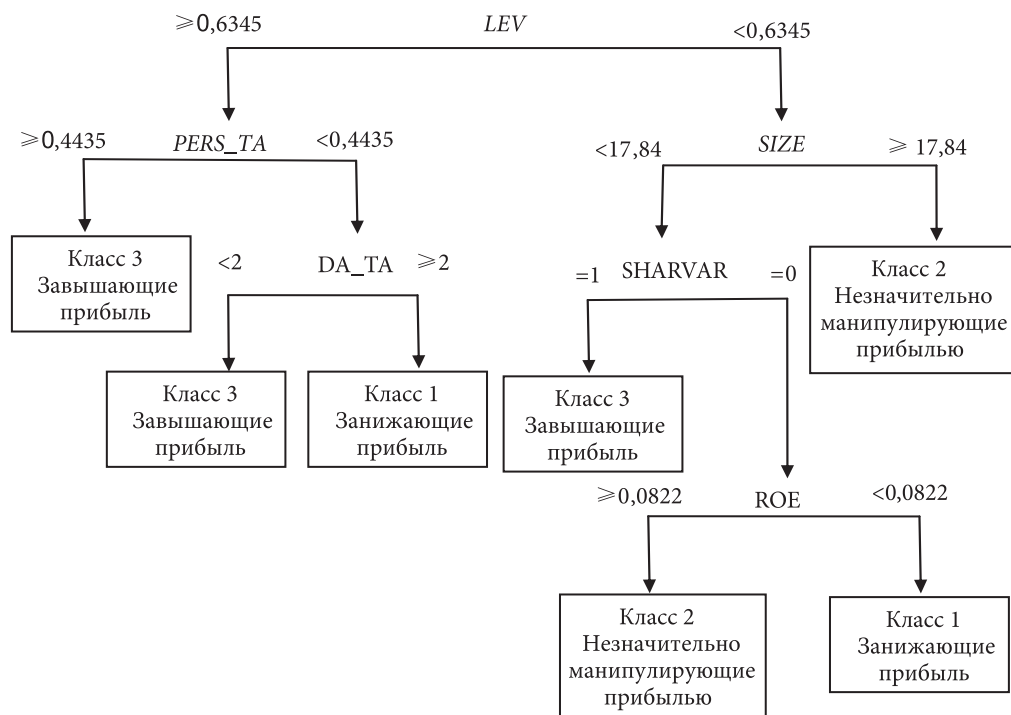 ≥0,6345 LEV <0,6345
≥0,4435 PERS_TA <0,4435
<17,84 SIZE ≥ 17,84
Класс 3
Завышающие
прибыль
<2 DA_TA ≥2
=1 SHARVAR =0
Класс 2
Незначительно
манипулирующие
прибылью
Класс 3
Завышающие
прибыль
Класс 1
Занижающие
прибыль
Класс 3
Завышающие
прибыль
≥0,0822 ROE <0,0822
Класс 2
Незначительно
манипулирующие
прибылью
Класс 1
Занижающие
прибыль